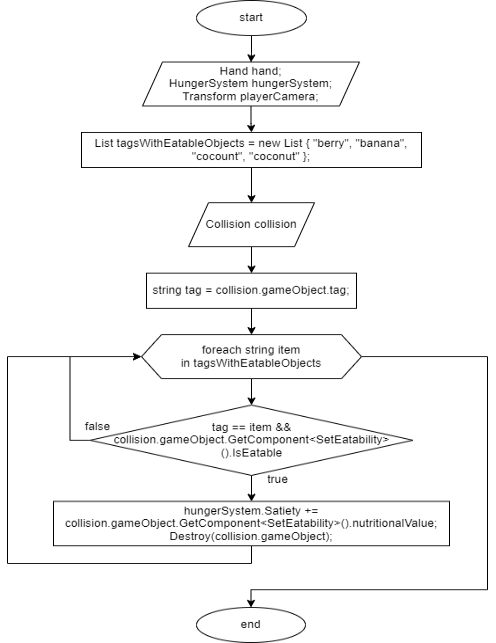 start
Hand hand;
HungerSystem hungerSystem;
Transform playerCamera;
List tagsWithEatableObjects = new List { "berry", "banana",
"cocount", "coconut" };
Collision collision
string tag = collision.gameObject.tag;
foreach string item
in tagsWithEatableObjects
false
tag == item &&
collision.gameObject.GetComponent<SetEatability>
().IsEatable
true
hungerSystem.Satiety +=
collision.gameObject.GetComponent<SetEatability>().nutritionalValue;
Destroy(collision.gameObject);
end